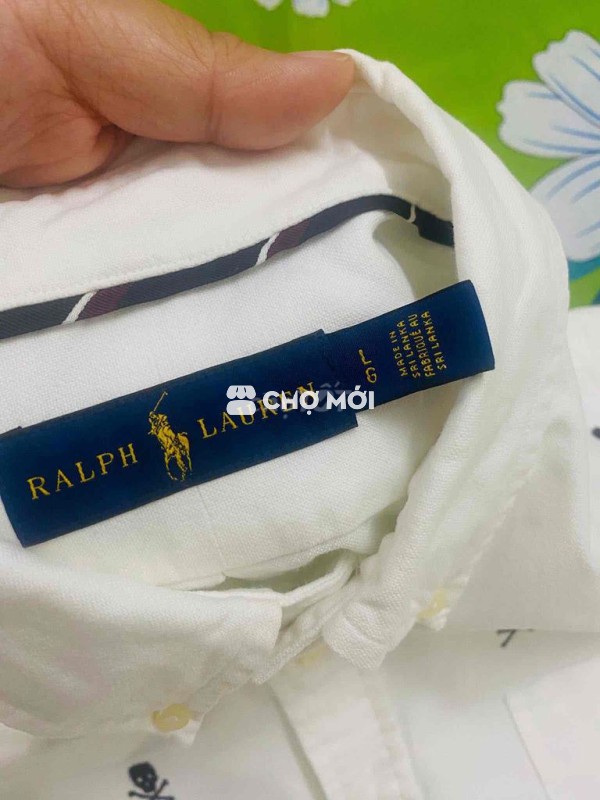 RALPH LAUREN
L
G
MADE IN
SRI LANKA
FABRIQUÉ AU
SRI LANKA
CHỢ MỚI